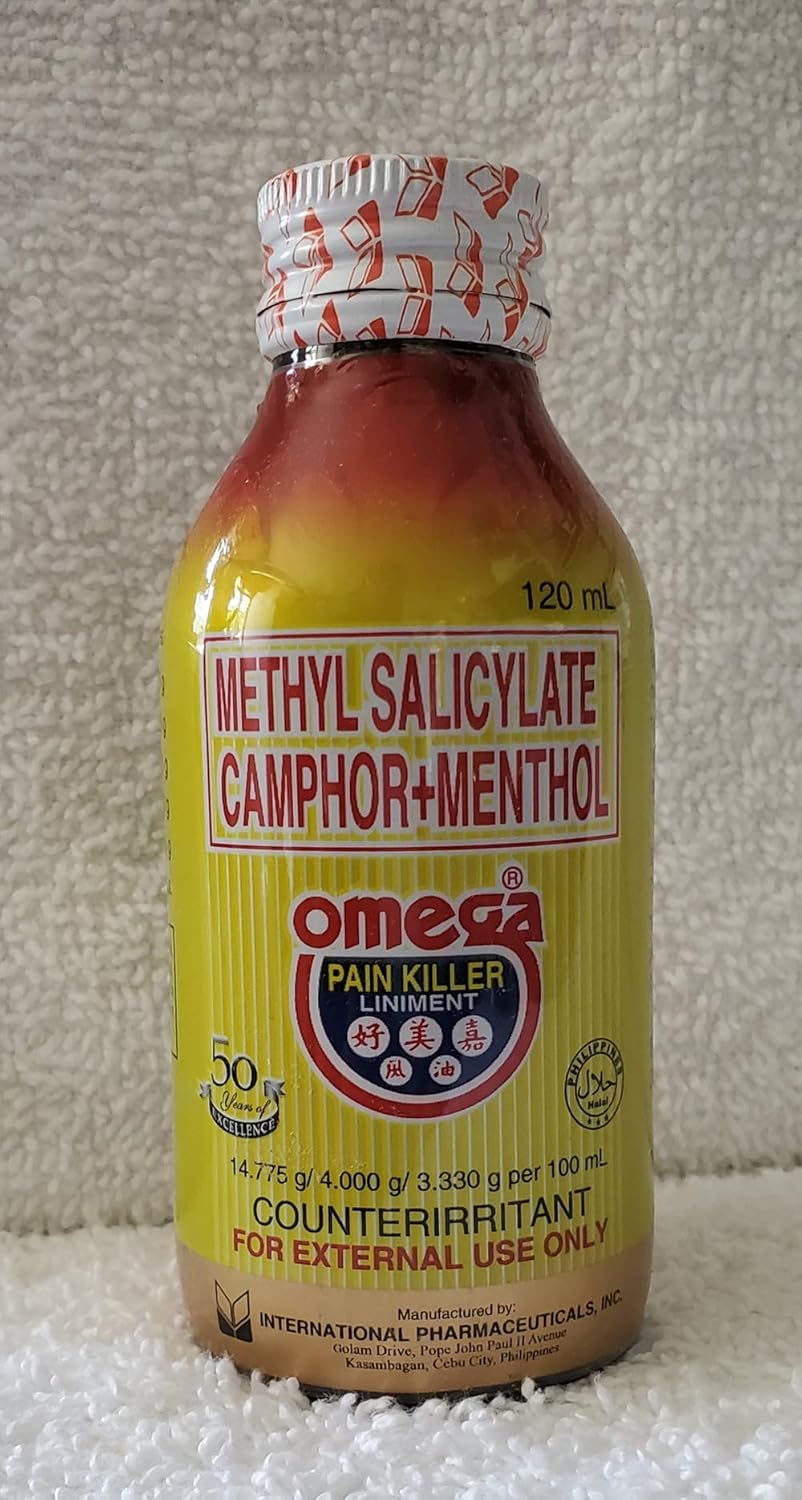 120 mL
METHYL SALICYLATE
CAMPHOR+MENTHOL
omega®
PAIN KILLER
LINIMENT
好美嘉
风油
50
Years of
EXCELLENCE
PHILIPPINES
حلال
Halal
14.775 g/ 4.000 g/ 3.330 g per 100 mL
COUNTERIRRITANT
FOR EXTERNAL USE ONLY
Manufactured by:
INTERNATIONAL PHARMACEUTICALS, INC.
Golam Drive, Pope John Paul II Avenue
Kasambagan, Cebu City, Philippines